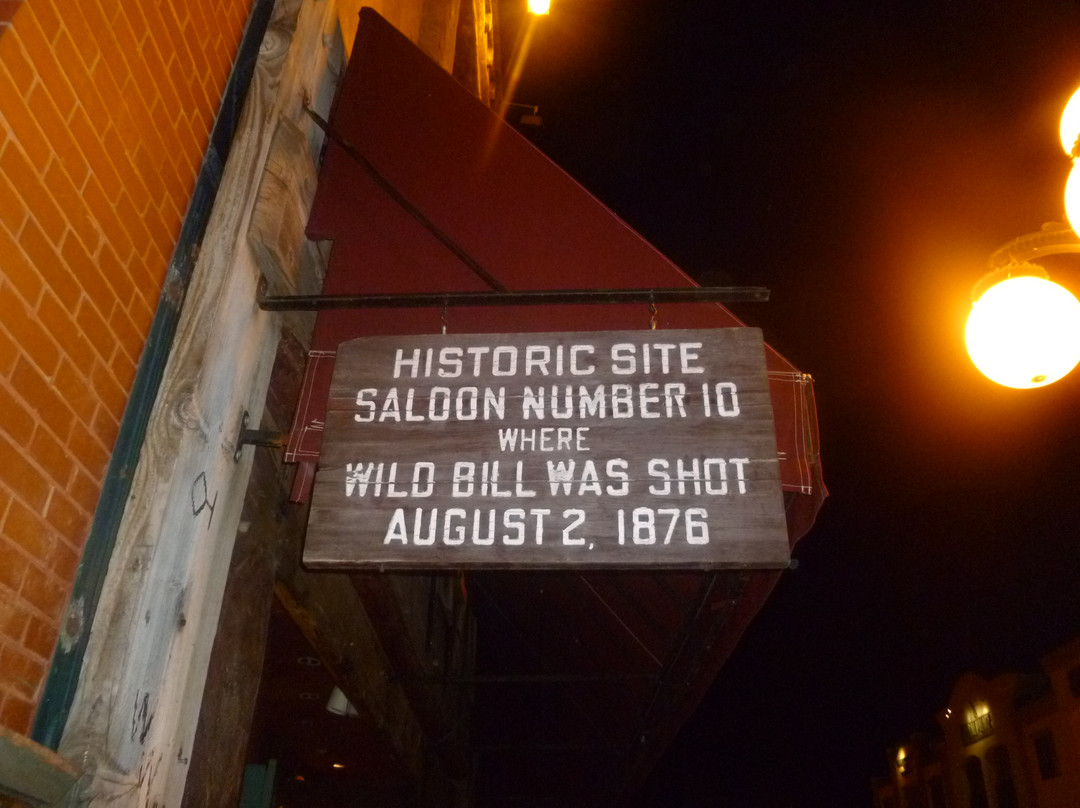 HISTORIC SITE
SALOON NUMBER 10
WHERE
WILD BILL WAS SHOT
AUGUST 2, 1876